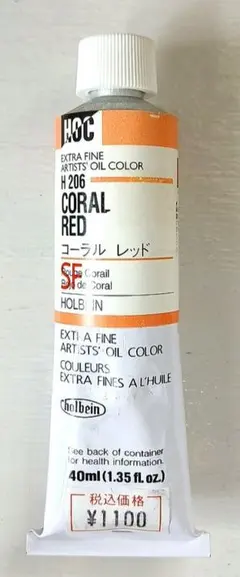 HOC
EXTRA FINE
ARTISTS' OIL COLOR
H 206
CORAL
RED
コーラル レッド
SF
Corail
de Coral
HOLBEIN
EXTRA FINE
ARTISTS' OIL COLOR
COULEURS
EXTRA FINES A L'HUILE
holbein
See back of container
for health information.
40ml (1.35 fl. oz.)
税込価格
¥1100